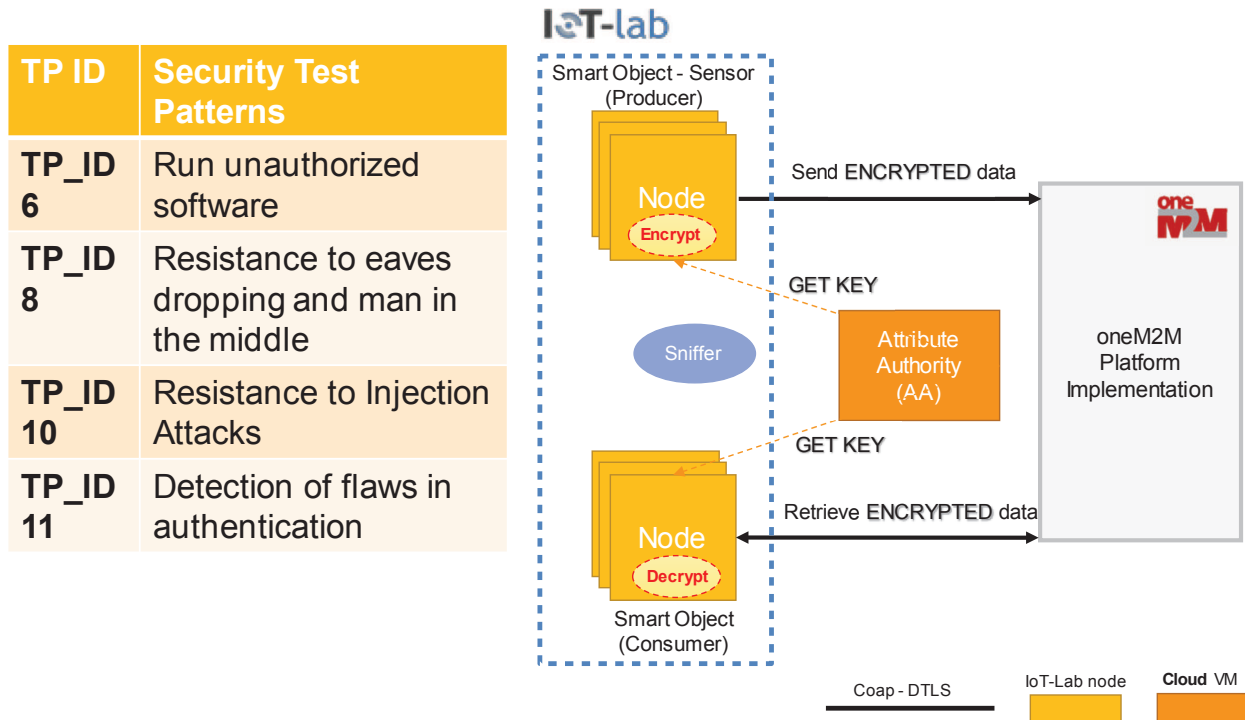 TP ID
Security Test
Patterns
TP_ID
6
Run unauthorized
software
TP_ID
8
Resistance to eaves
dropping and man in
the middle
TP_ID
10
Resistance to Injection
Attacks
TP_ID
11
Detection of flaws in
authentication
IoT-lab
Smart Object - Sensor
(Producer)
Node
Encrypt
Send ENCRYPTED data
one
M2M
GET KEY
Sniffer
Attribute
Authority
(AA)
oneM2M
Platform
Implementation
GET KEY
Retrieve ENCRYPTED data
Node
Decrypt
Smart Object
(Consumer)
Coap - DTLS
IoT-Lab node
Cloud VM